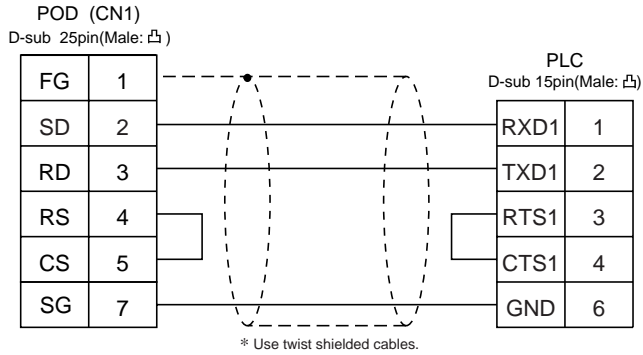 POD (CN1)
D-sub 25pin(Male: 凸)
FG 1
SD 2
RD 3
RS 4
CS 5
SG 7
PLC
D-sub 15pin(Male: 凸)
RXD1 1
TXD1 2
RTS1 3
CTS1 4
GND 6
* Use twist shielded cables.